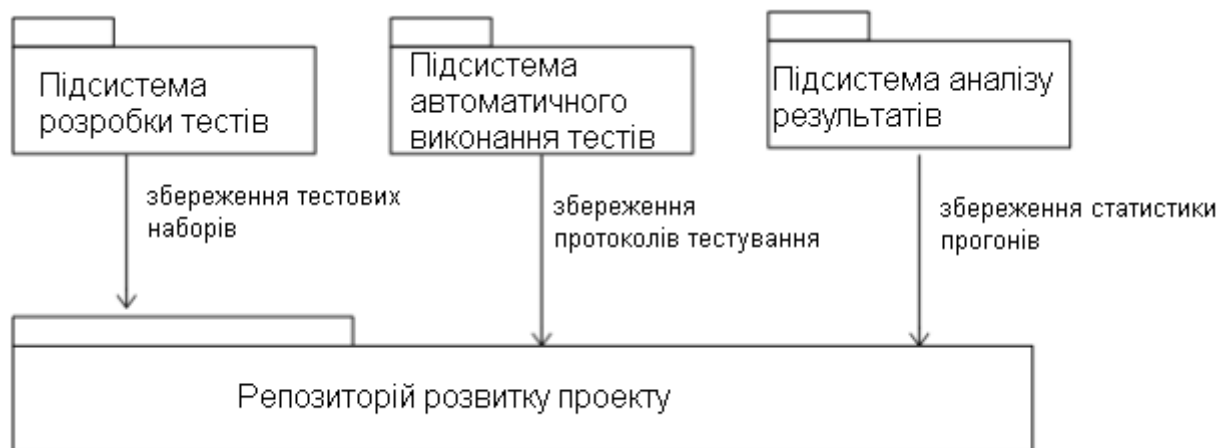 Підсистема
розробки тестів
Підсистема
автоматичного
виконання тестів
Підсистема аналізу
результатів
збереження тестових
наборів
збереження
протоколів тестування
збереження статистики
прогонів
Репозиторій розвитку проекту